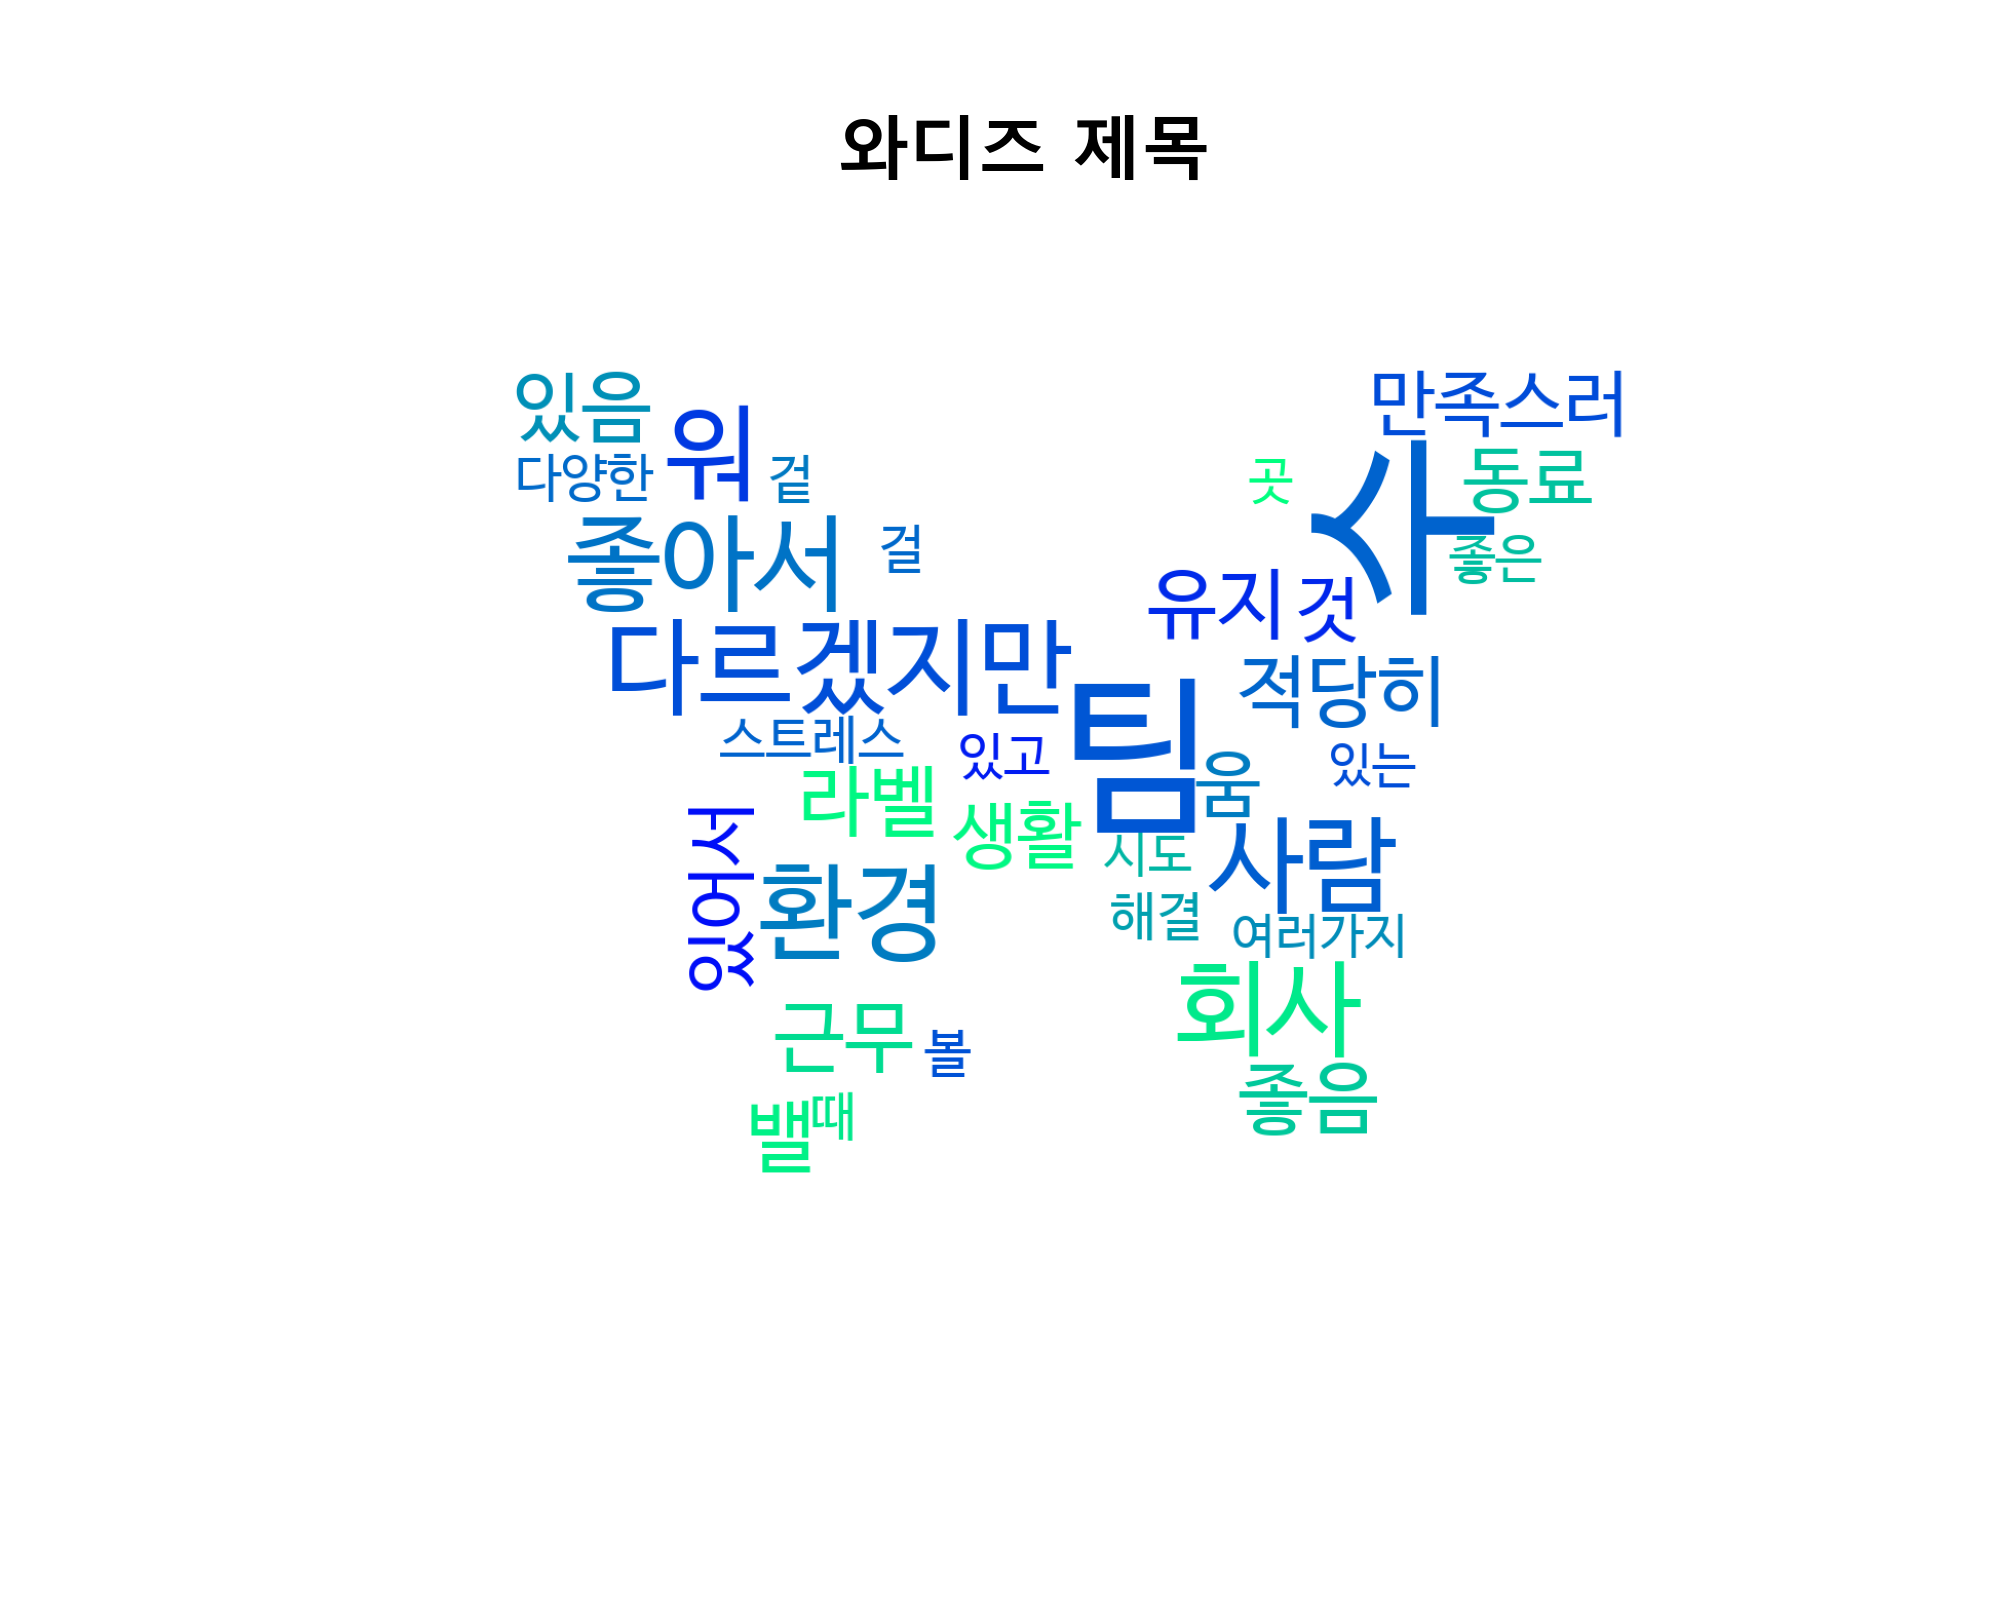 와디즈 제목
있음
만족스러
워
다양한
겉
곳
동료
사
좋아서
걸
좋은
유지
것
다르겠지만
적당히
팀
스트레스
있고
있는
움
라벨
생활
시도
사람
있어서
환경
해결
여러가지
회사
근무
볼
좋음
밸
때